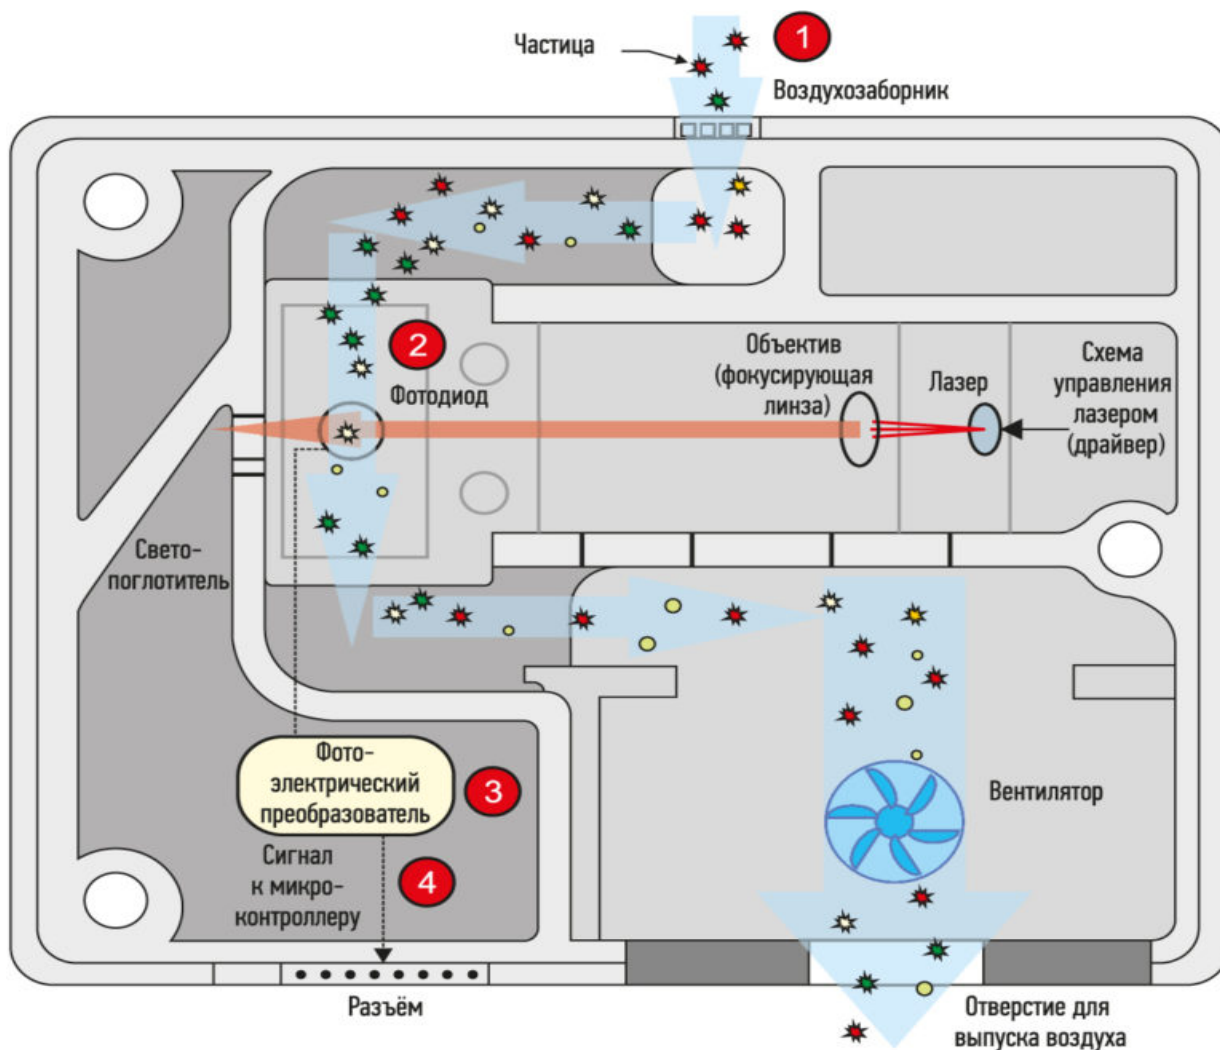 1
Частица
Воздухозаборник
2
Фотодиод
Объектив
(фокусирующая
линза)
Лазер
Схема
управления
лазером
(драйвер)
Свето-
поглотитель
Фото-
электрический
преобразователь
3
Сигнал
к микро-
контроллеру
4
Вентилятор
Разъём
Отверстие для
выпуска воздуха